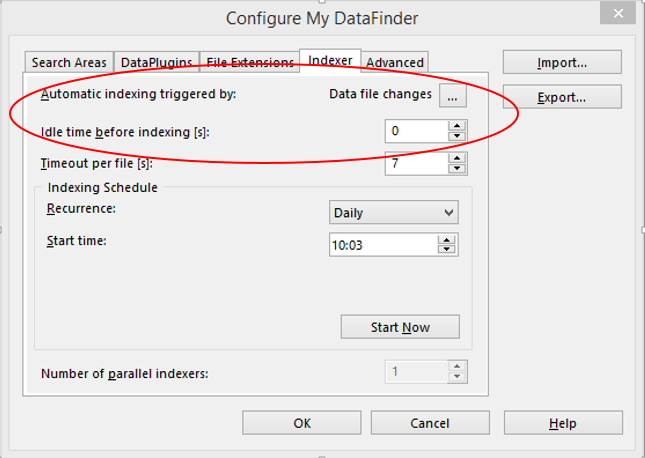 Configure My DataFinder
Search Areas DataPlugins File Extensions Indexer Advanced
Import...
Automatic indexing triggered by: Data file changes ...
Export...
Idle time before indexing [s]: 0
Timeout per file [s]: 7
Indexing Schedule
Recurrence: Daily
Start time: 10:03
Start Now
Number of parallel indexers: 1
OK Cancel Help